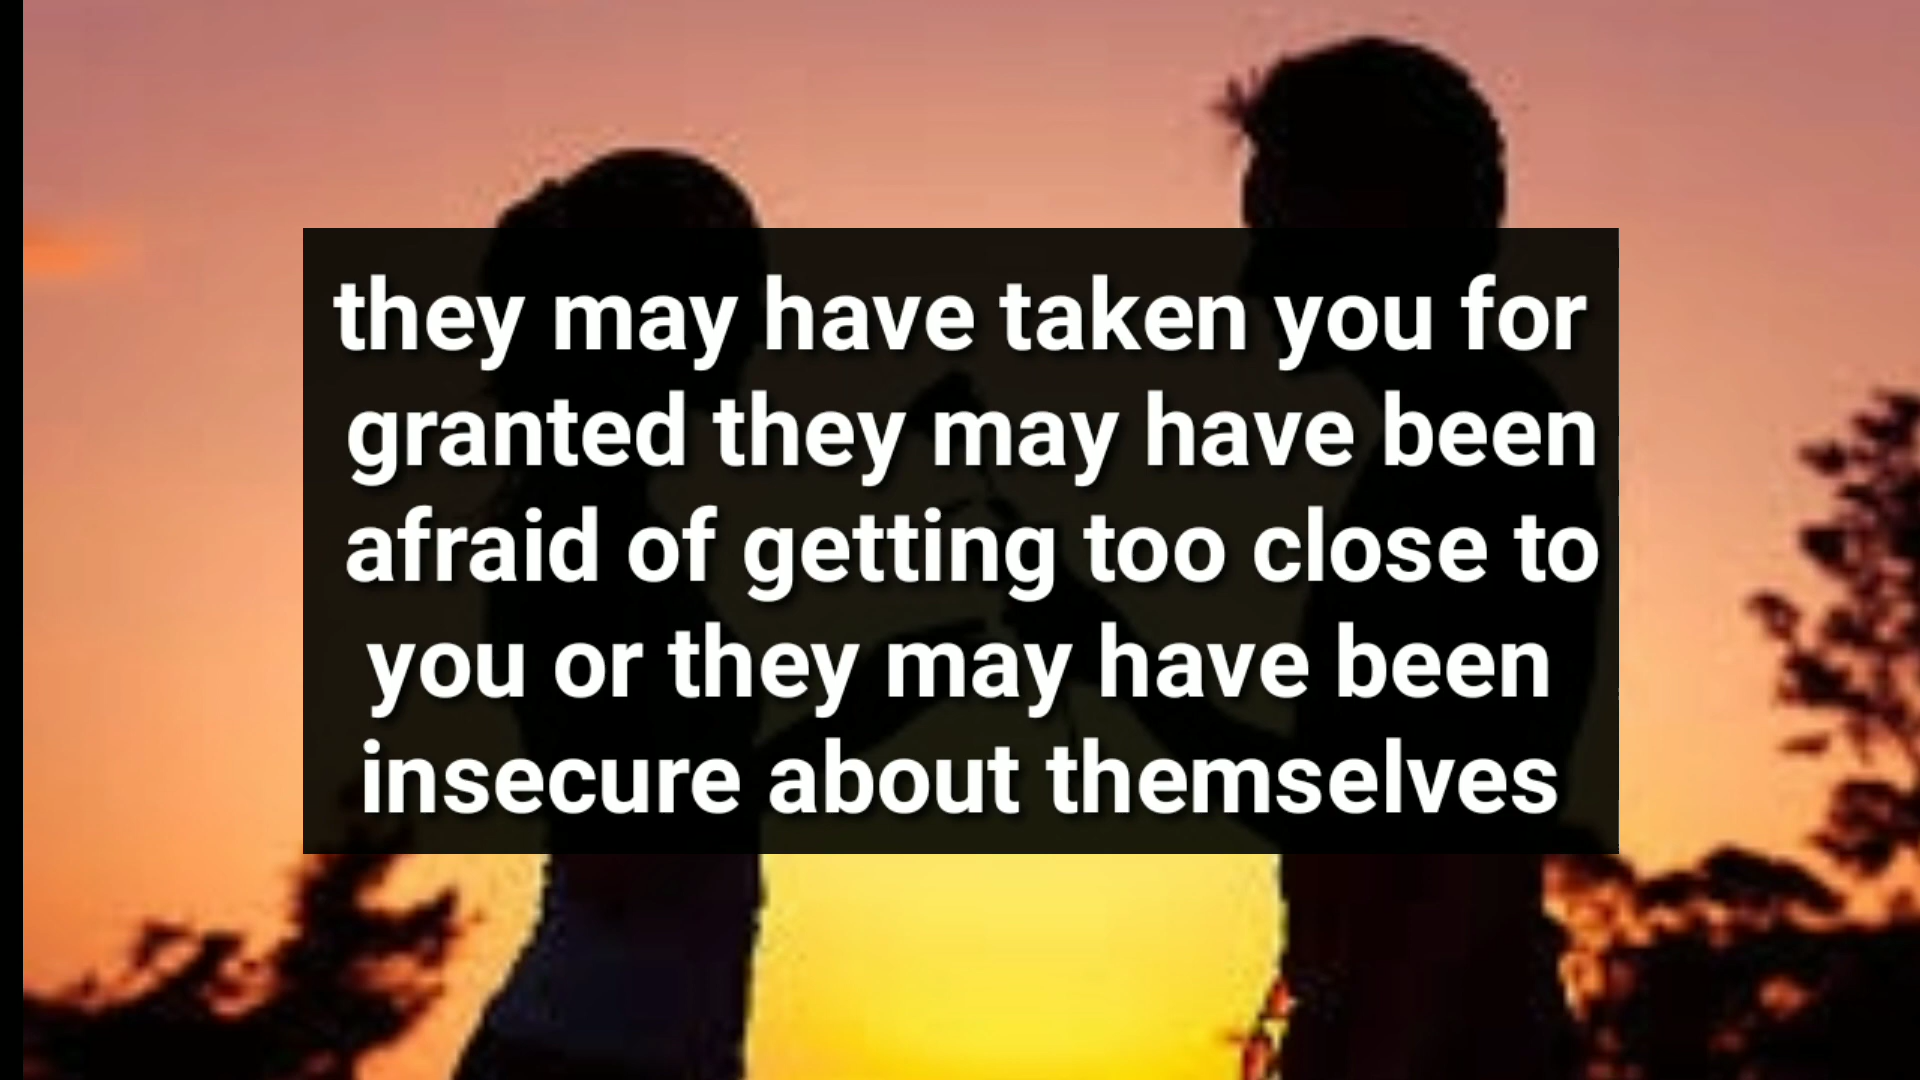 they may have taken you for
granted they may have been
afraid of getting too close to
you or they may have been
insecure about themselves